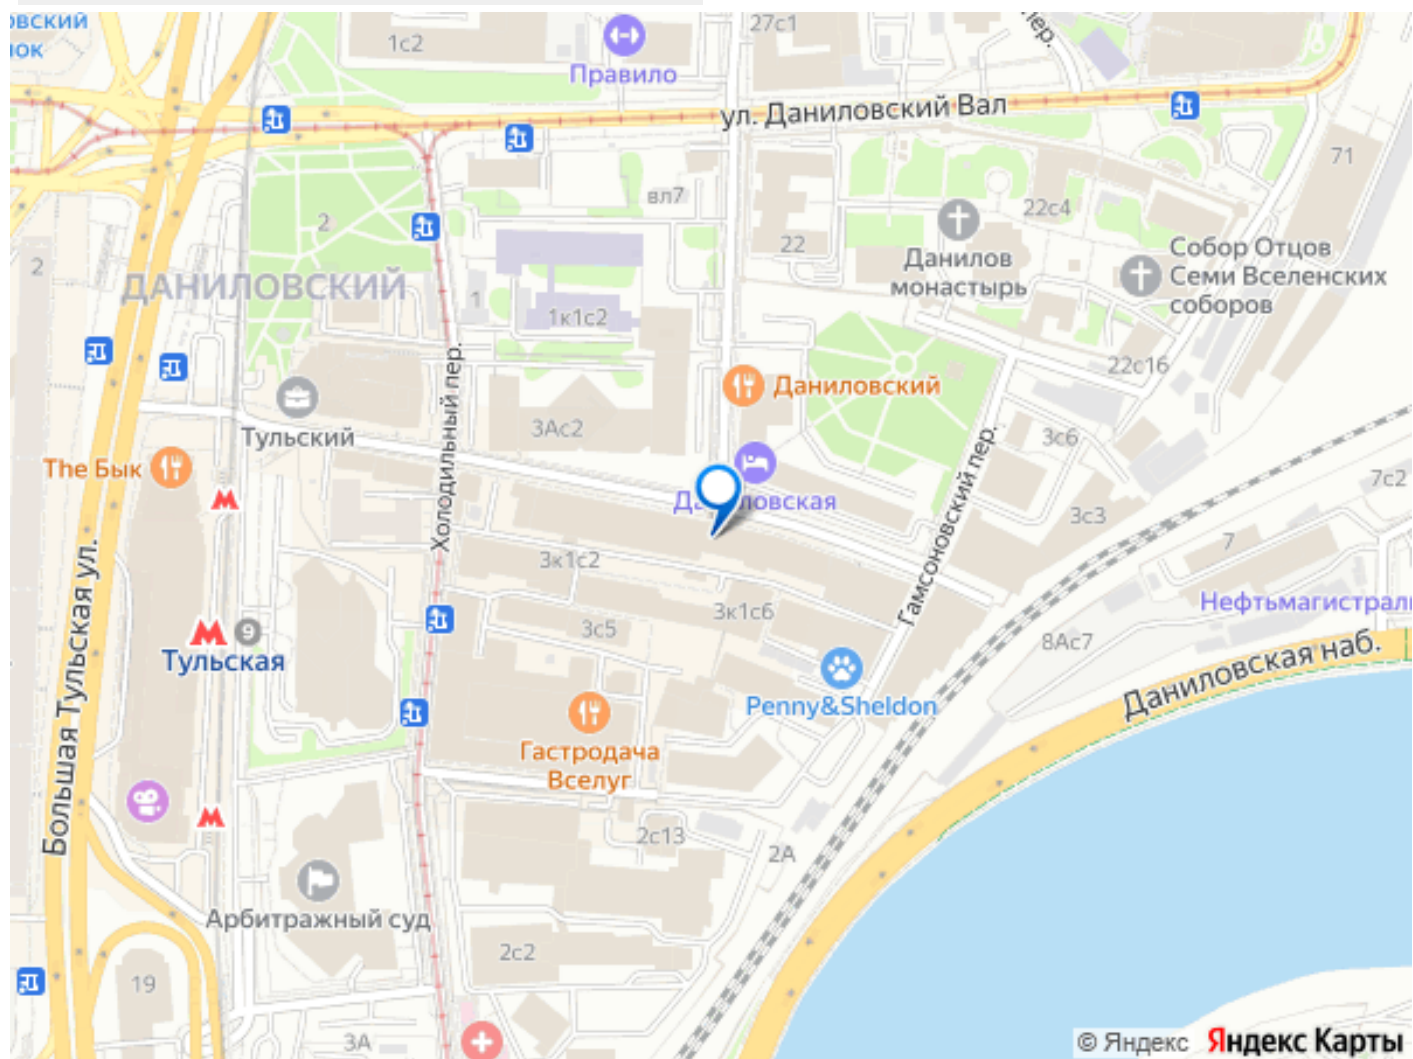 овский
ок
1с2
Правило
27с1
пер.
ул. Даниловский Вал
71
вл7
2
22с4
22
Данилов
монастырь
Собор Отцов
Семи Вселенских
соборов
2
ДАНИЛОВСКИЙ
1
1к1с2
Холодильный пер.
22с16
Даниловский
Тульский
3Ас2
3с6
The Бык
7с2
Да
ловская
Гамсоновский пер.
3с3
3к1с2
7
Нефтьмагистраль
3к1с6
3с5
8Ас7
9
Тульская
Большая Тульская ул.
Даниловская наб.
Penny&Sheldon
Гастродача
Вселуг
2с13
2А
Арбитражный суд
2с2
19
3А
© Яндекс Яндекс Карты